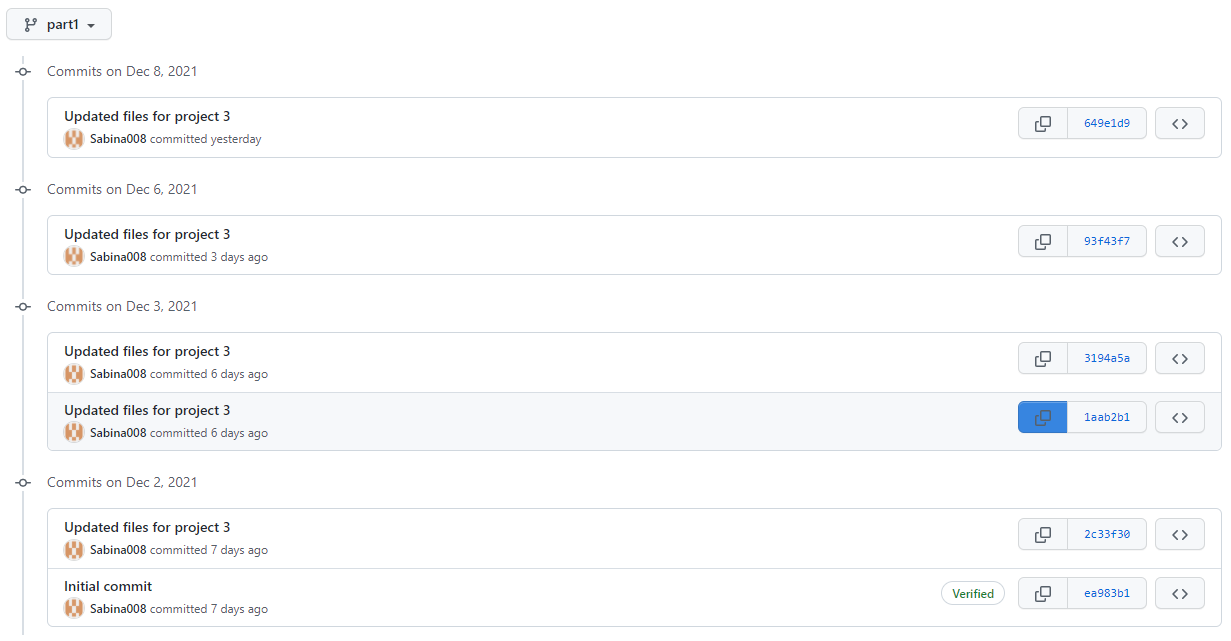 part1
Commits on Dec 8, 2021
Updated files for project 3
649e1d9
Sabina008 committed yesterday
Commits on Dec 6, 2021
Updated files for project 3
93f43f7
Sabina008 committed 3 days ago
Commits on Dec 3, 2021
Updated files for project 3
3194a5a
Sabina008 committed 6 days ago
Updated files for project 3
1aab2b1
Sabina008 committed 6 days ago
Commits on Dec 2, 2021
Updated files for project 3
2c33f30
Sabina008 committed 7 days ago
Initial commit
Verified
ea983b1
Sabina008 committed 7 days ago